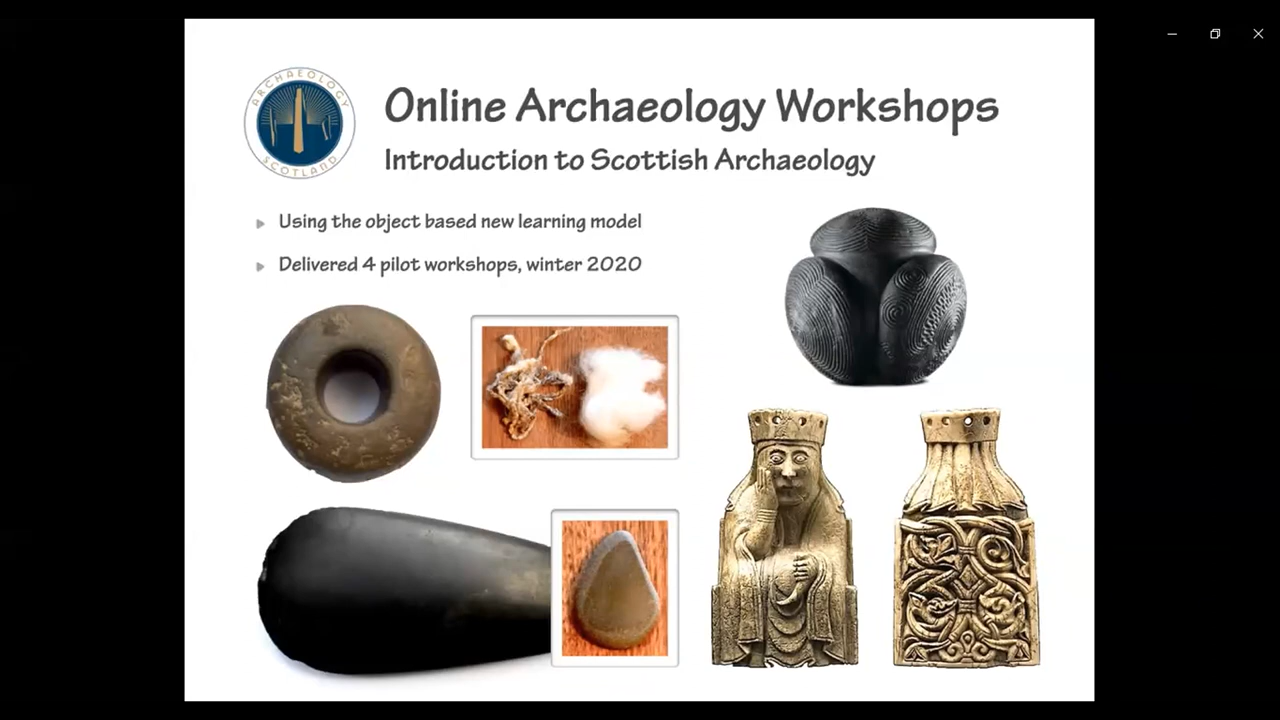 ARCHAEOLOGY
SCOTLAND
Online Archaeology Workshops
Introduction to Scottish Archaeology
Using the object based new learning model
Delivered 4 pilot workshops, winter 2020